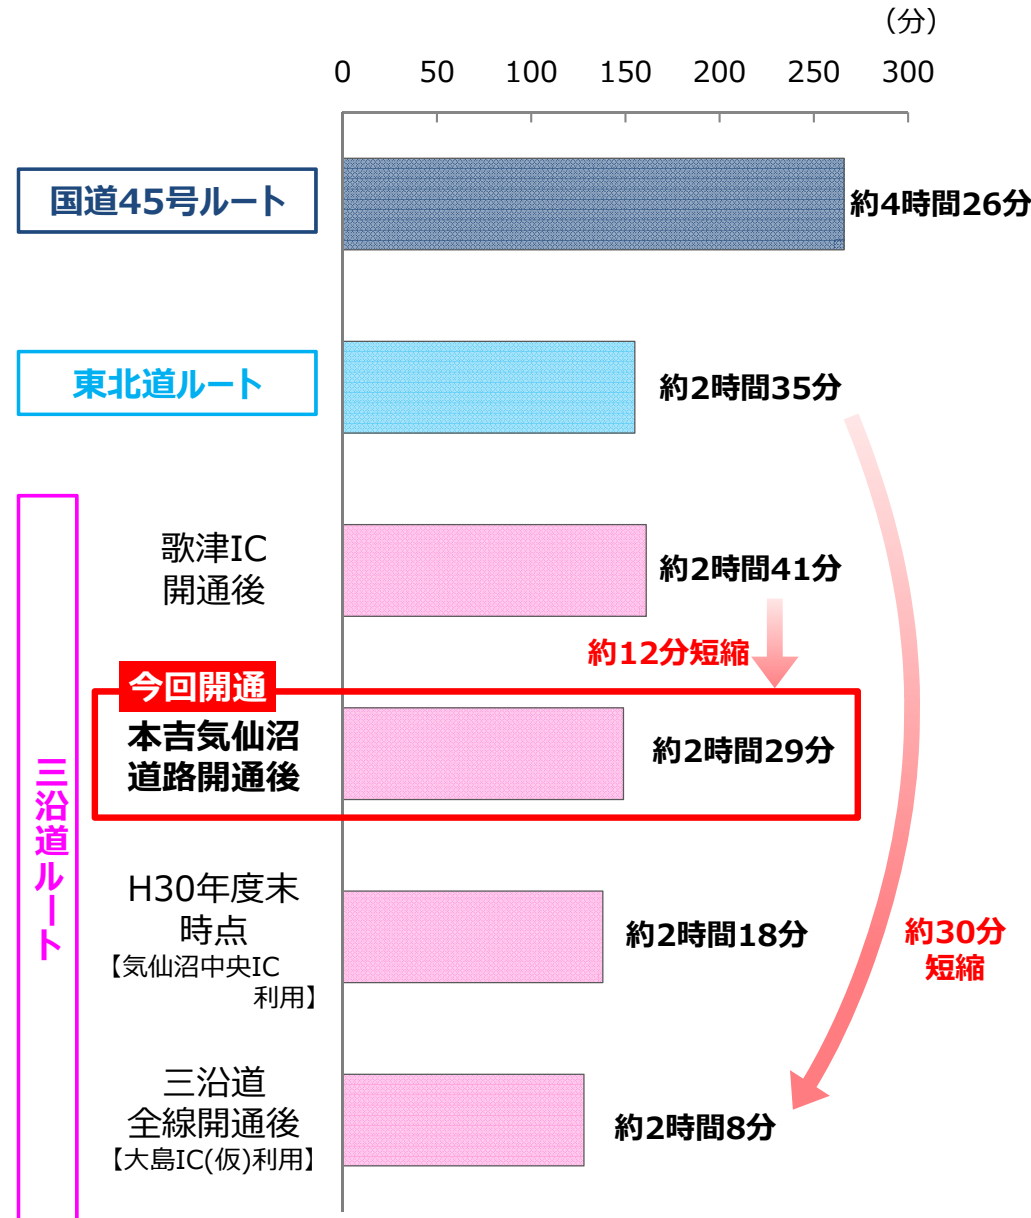 （分）
0 50 100 150 200 250 300
国道45号ルート
約4時間26分
東北道ルート
約2時間35分
三沿道ルート
歌津IC
開通後
約2時間41分
約12分短縮
今回開通
本吉気仙沼
道路開通後
約2時間29分
H30年度末
時点
【気仙沼中央IC
利用】
約2時間18分
約30分
短縮
三沿道
全線開通後
【大島IC(仮)利用】
約2時間8分